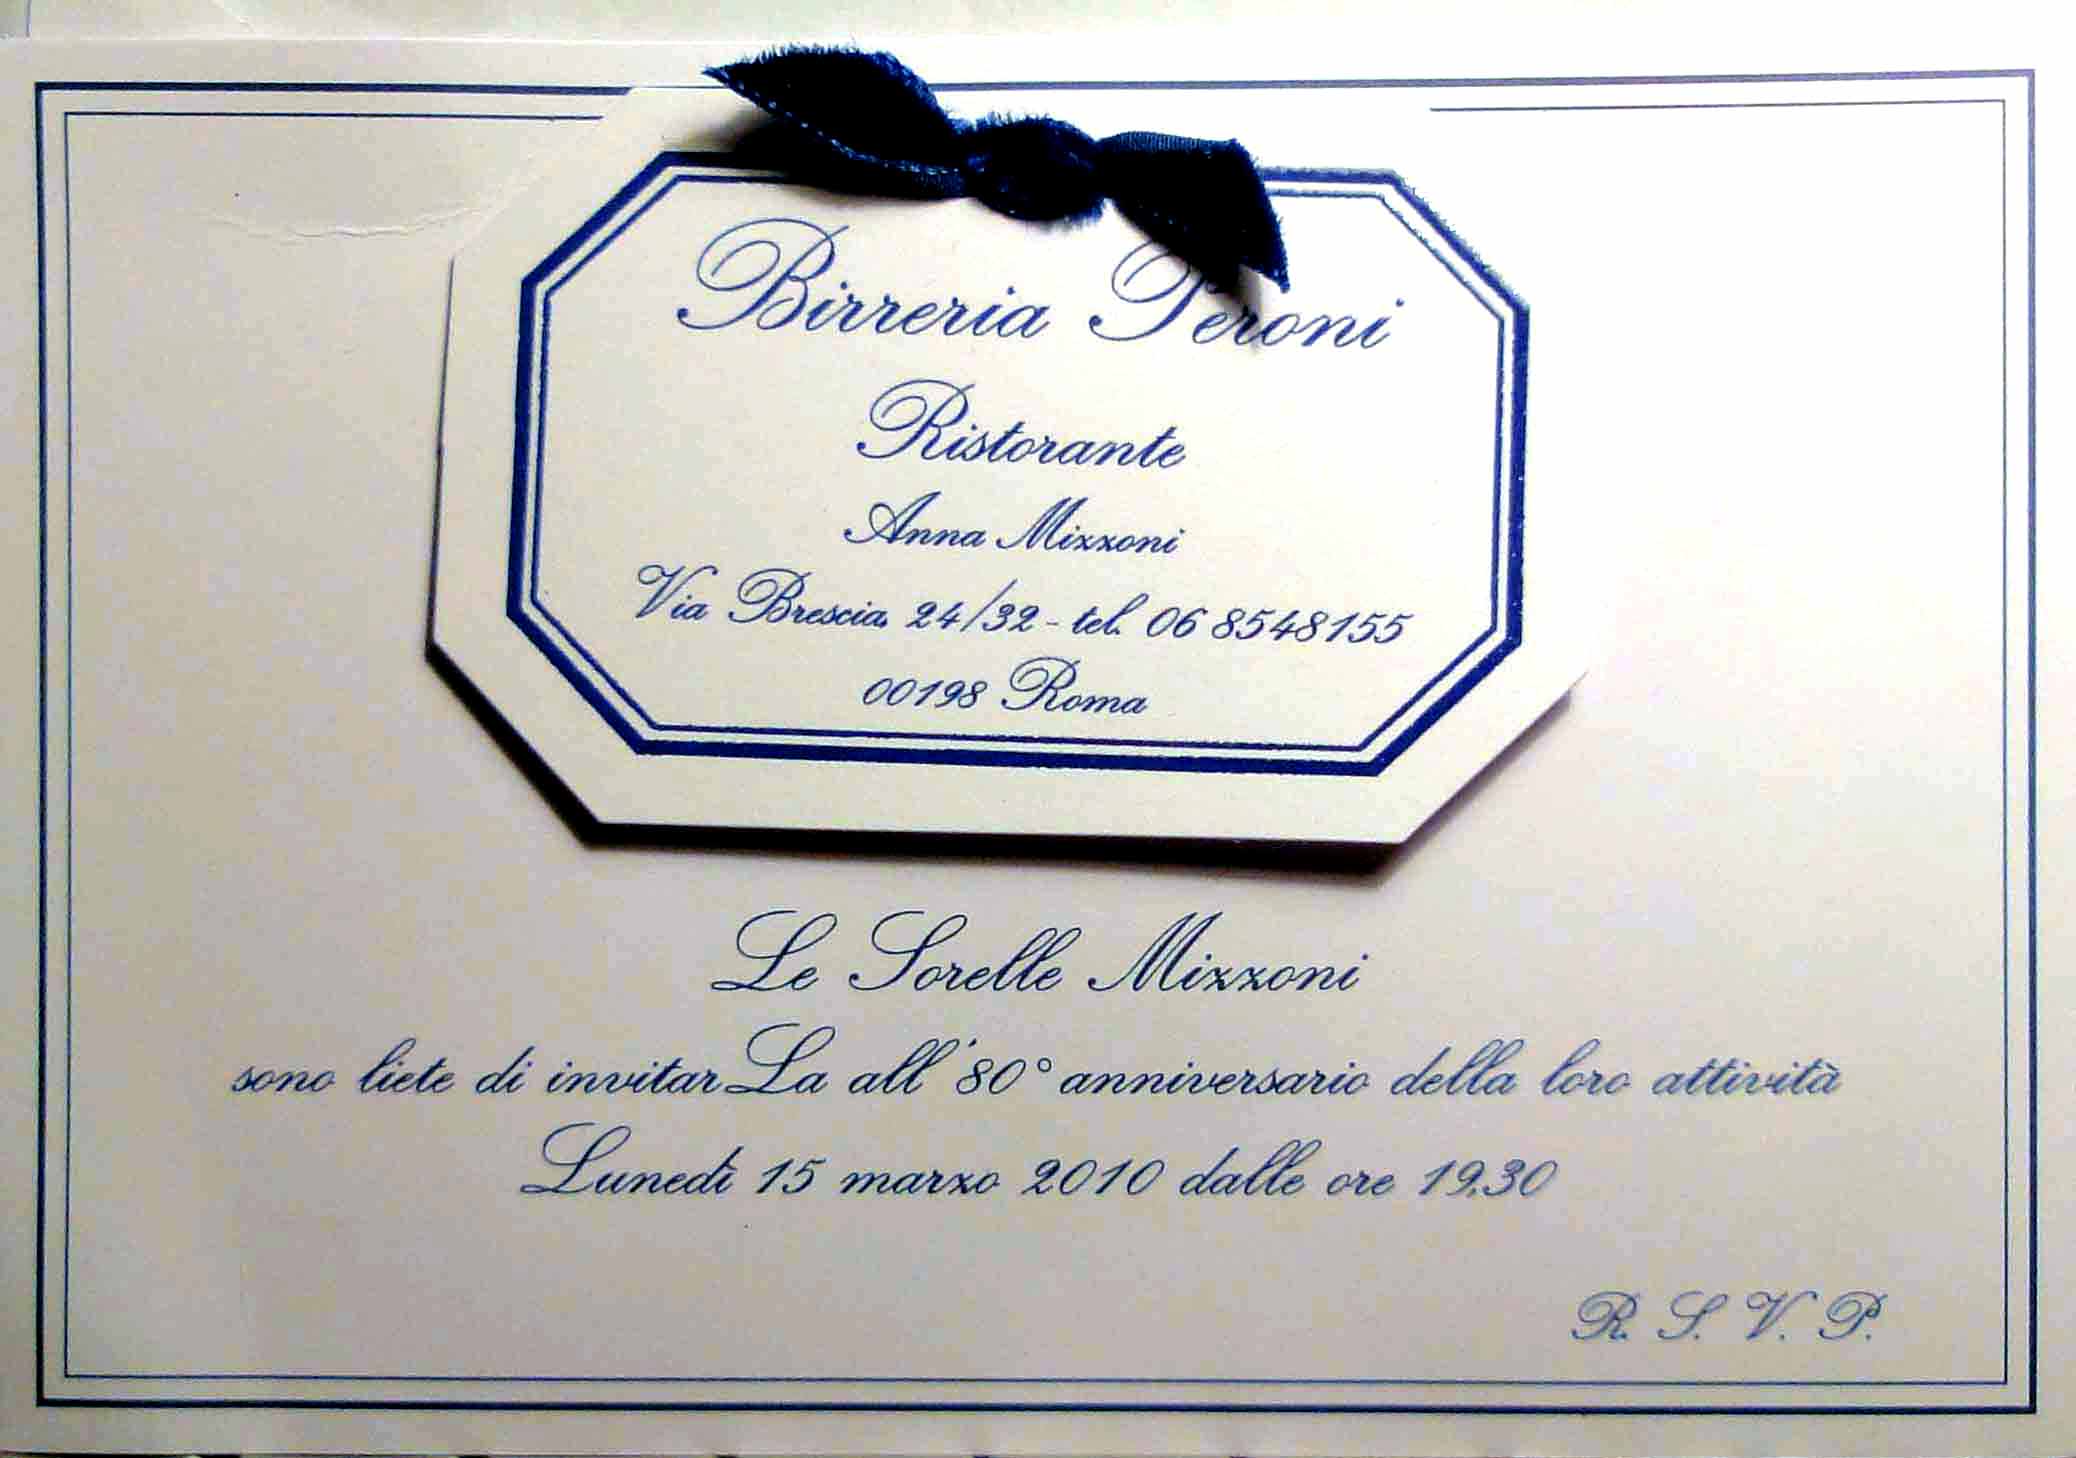 Birreria Peroni
Ristorante
Anna Mizzoni
Via Brescia, 24/32 - tel. 06 8548155
00198 Roma
Le Sorelle Mizzoni
sono liete di invitarLa all'80° anniversario della loro attività
Lunedì 15 marzo 2010 dalle ore 19.30
R. S. V. P.